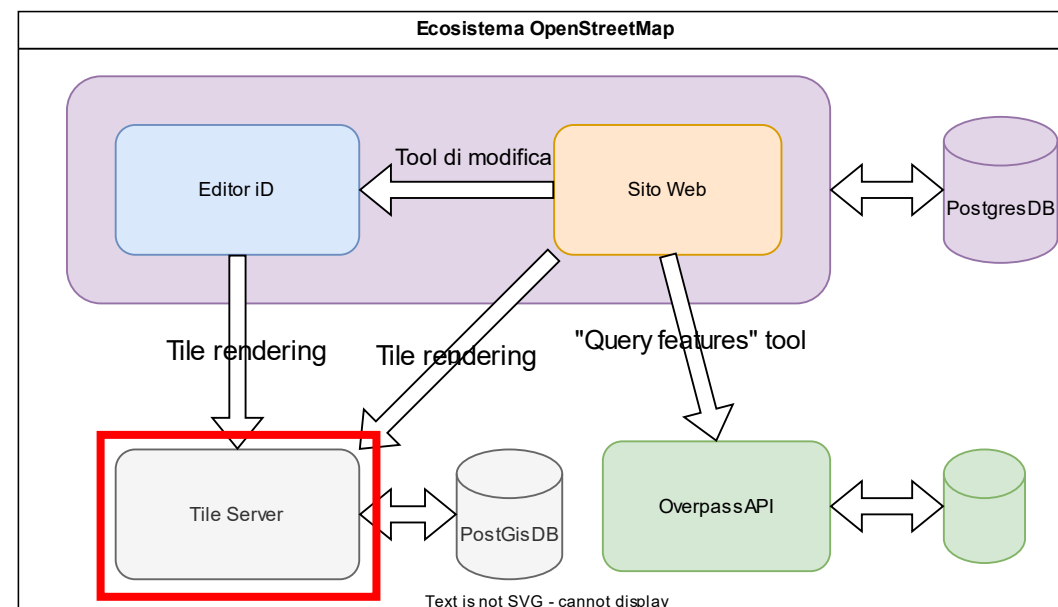 Ecosistema OpenStreetMap
Tool di modifica
Editor iD
Sito Web
PostgresDB
Tile rendering
Tile rendering
"Query features" tool
Tile Server
PostGisDB
OverpassAPI
Text is not SVG - cannot display